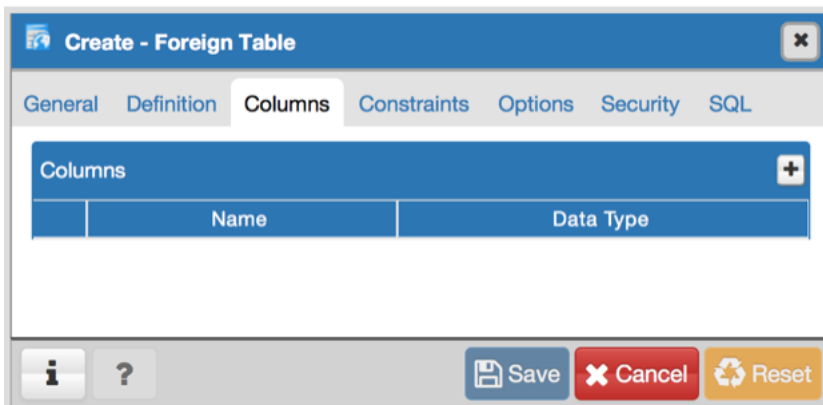 Create - Foreign Table
General Definition Columns Constraints Options Security SQL
Columns
Name Data Type
i ? Save Cancel Reset